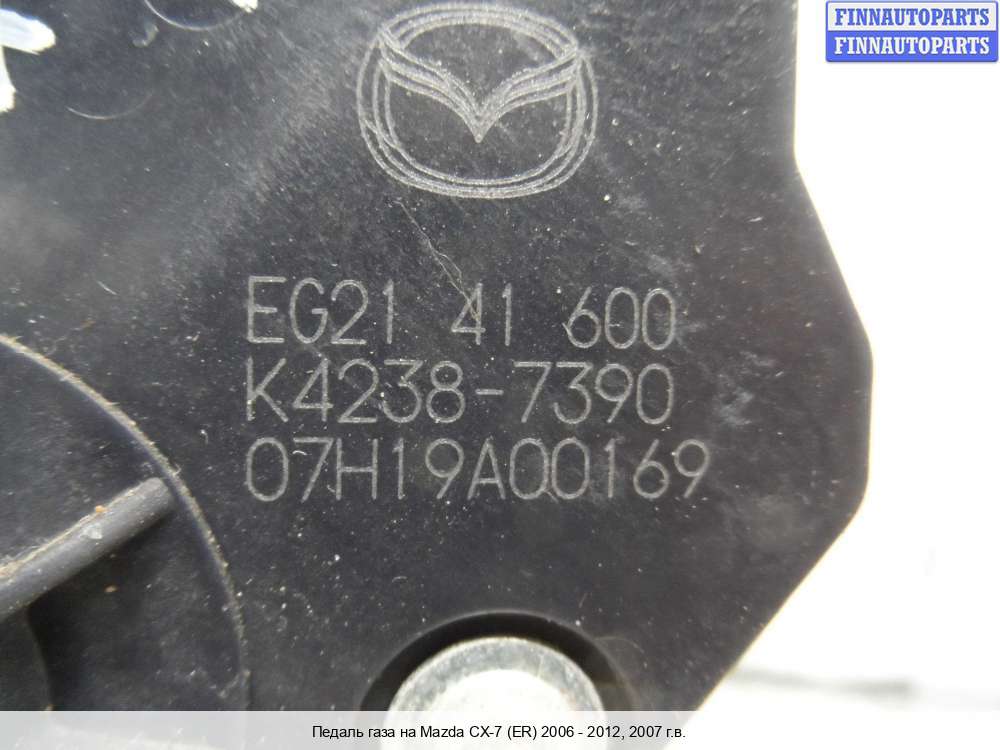 FINNAUTOPARTS
FINNAUTOPARTS
EG21 41 600
K4238-7390
07H19A00169
Педаль газа на Mazda CX-7 (ER) 2006 - 2012, 2007 г.в.